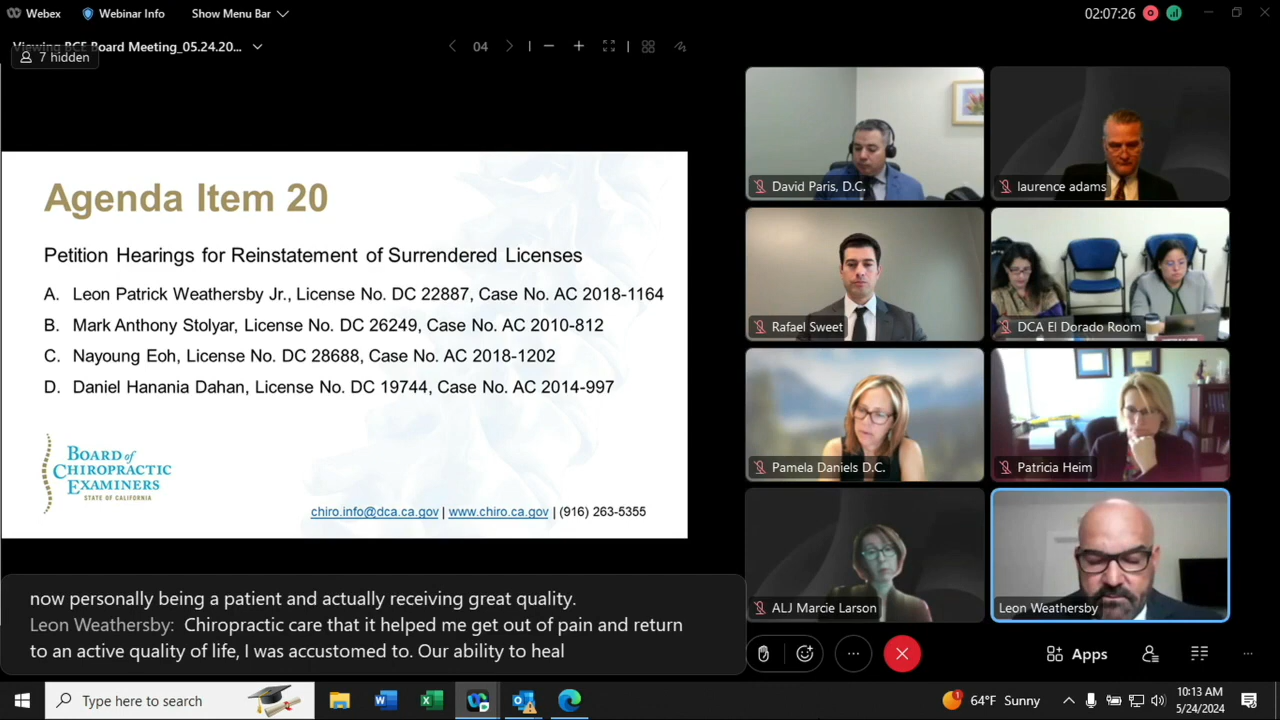 Webex
Webinar Info
Show Menu Bar
02:07:26
Viewing BCE Board Meeting_05.24.20...
7 hidden
04
Agenda Item 20
Petition Hearings for Reinstatement of Surrendered Licenses
A. Leon Patrick Weathersby Jr., License No. DC 22887, Case No. AC 2018-1164
B. Mark Anthony Stolyar, License No. DC 26249, Case No. AC 2010-812
C. Nayoung Eoh, License No. DC 28688, Case No. AC 2018-1202
D. Daniel Hanania Dahan, License No. DC 19744, Case No. AC 2014-997
BOARD of
CHIROPRACTIC
EXAMINERS
STATE OF CALIFORNIA
chiro.info@dca.ca.gov | www.chiro.ca.gov | (916) 263-5355
David Paris, D.C.
laurence adams
Rafael Sweet
DCA El Dorado Room
Pamela Daniels D.C.
Patricia Heim
ALJ Marcie Larson
Leon Weathersby
now personally being a patient and actually receiving great quality.
Leon Weathersby: Chiropractic care that it helped me get out of pain and return
to an active quality of life, I was accustomed to. Our ability to heal
Apps
Type here to search
1
64°F Sunny
10:13 AM
5/24/2024